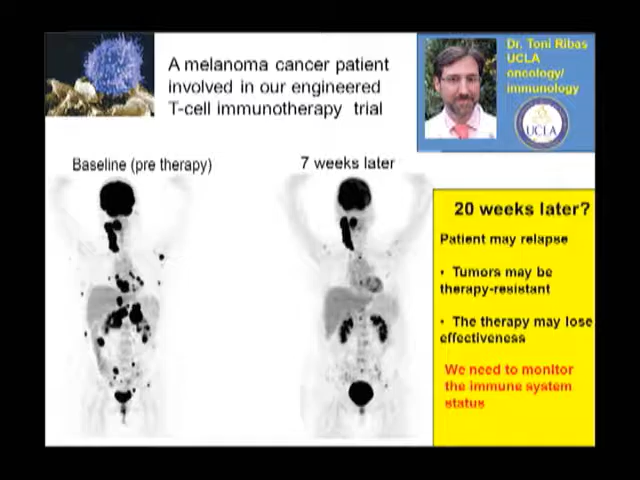 A melanoma cancer patient
involved in our engineered
T-cell immunotherapy trial
Dr. Toni Ribas
UCLA
oncology/
immunology
UCLA
Baseline (pre therapy)
7 weeks later
20 weeks later?
Patient may relapse
• Tumors may be
therapy-resistant
• The therapy may lose
effectiveness
We need to monitor
the immune system
status